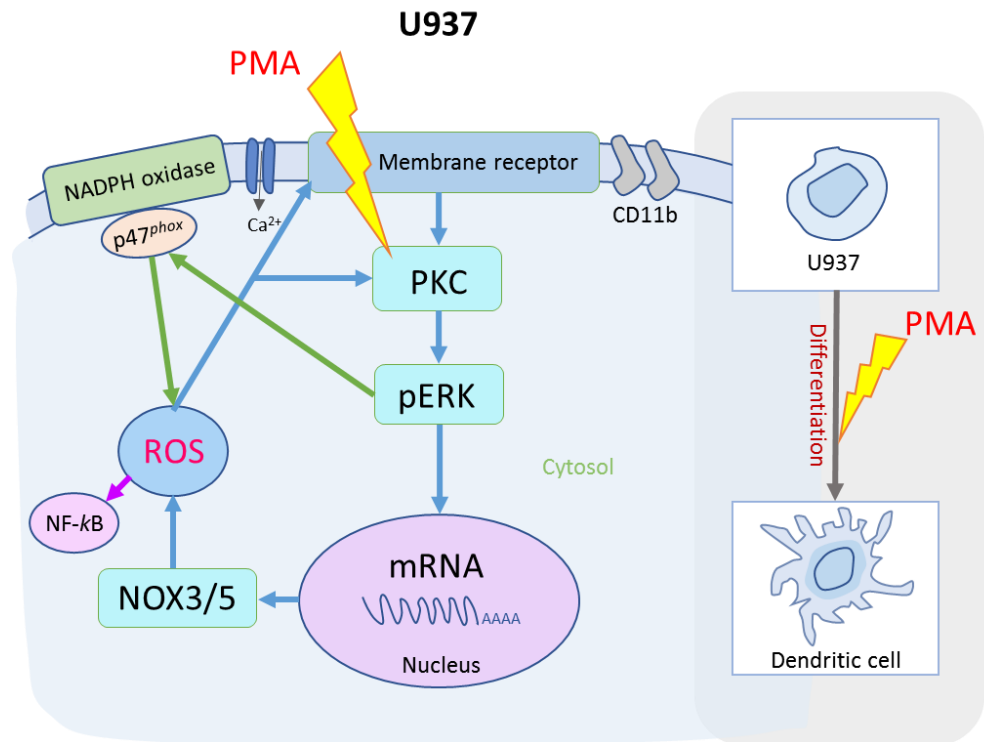 U937
PMA
NADPH oxidase
p47phox
Ca2+
Membrane receptor
CD11b
PKC
pERK
ROS
NF-kB
NOX3/5
mRNA
AAAA
Nucleus
Cytosol
U937
PMA
Differentiation
Dendritic cell